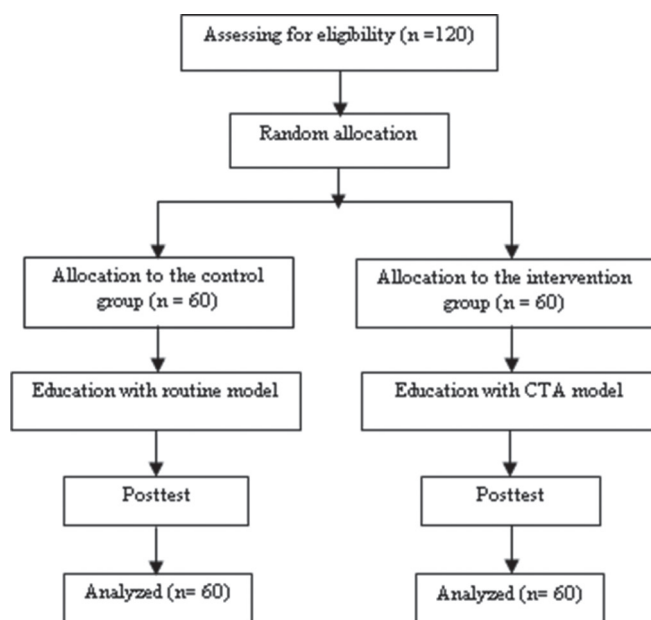 Assessing for eligibility (n =120)
Random allocation
Allocation to the control
group (n = 60)
Allocation to the intervention
group (n = 60)
Education with routine model
Education with CTA model
Posttest
Posttest
Analyzed (n= 60)
Analyzed (n= 60)